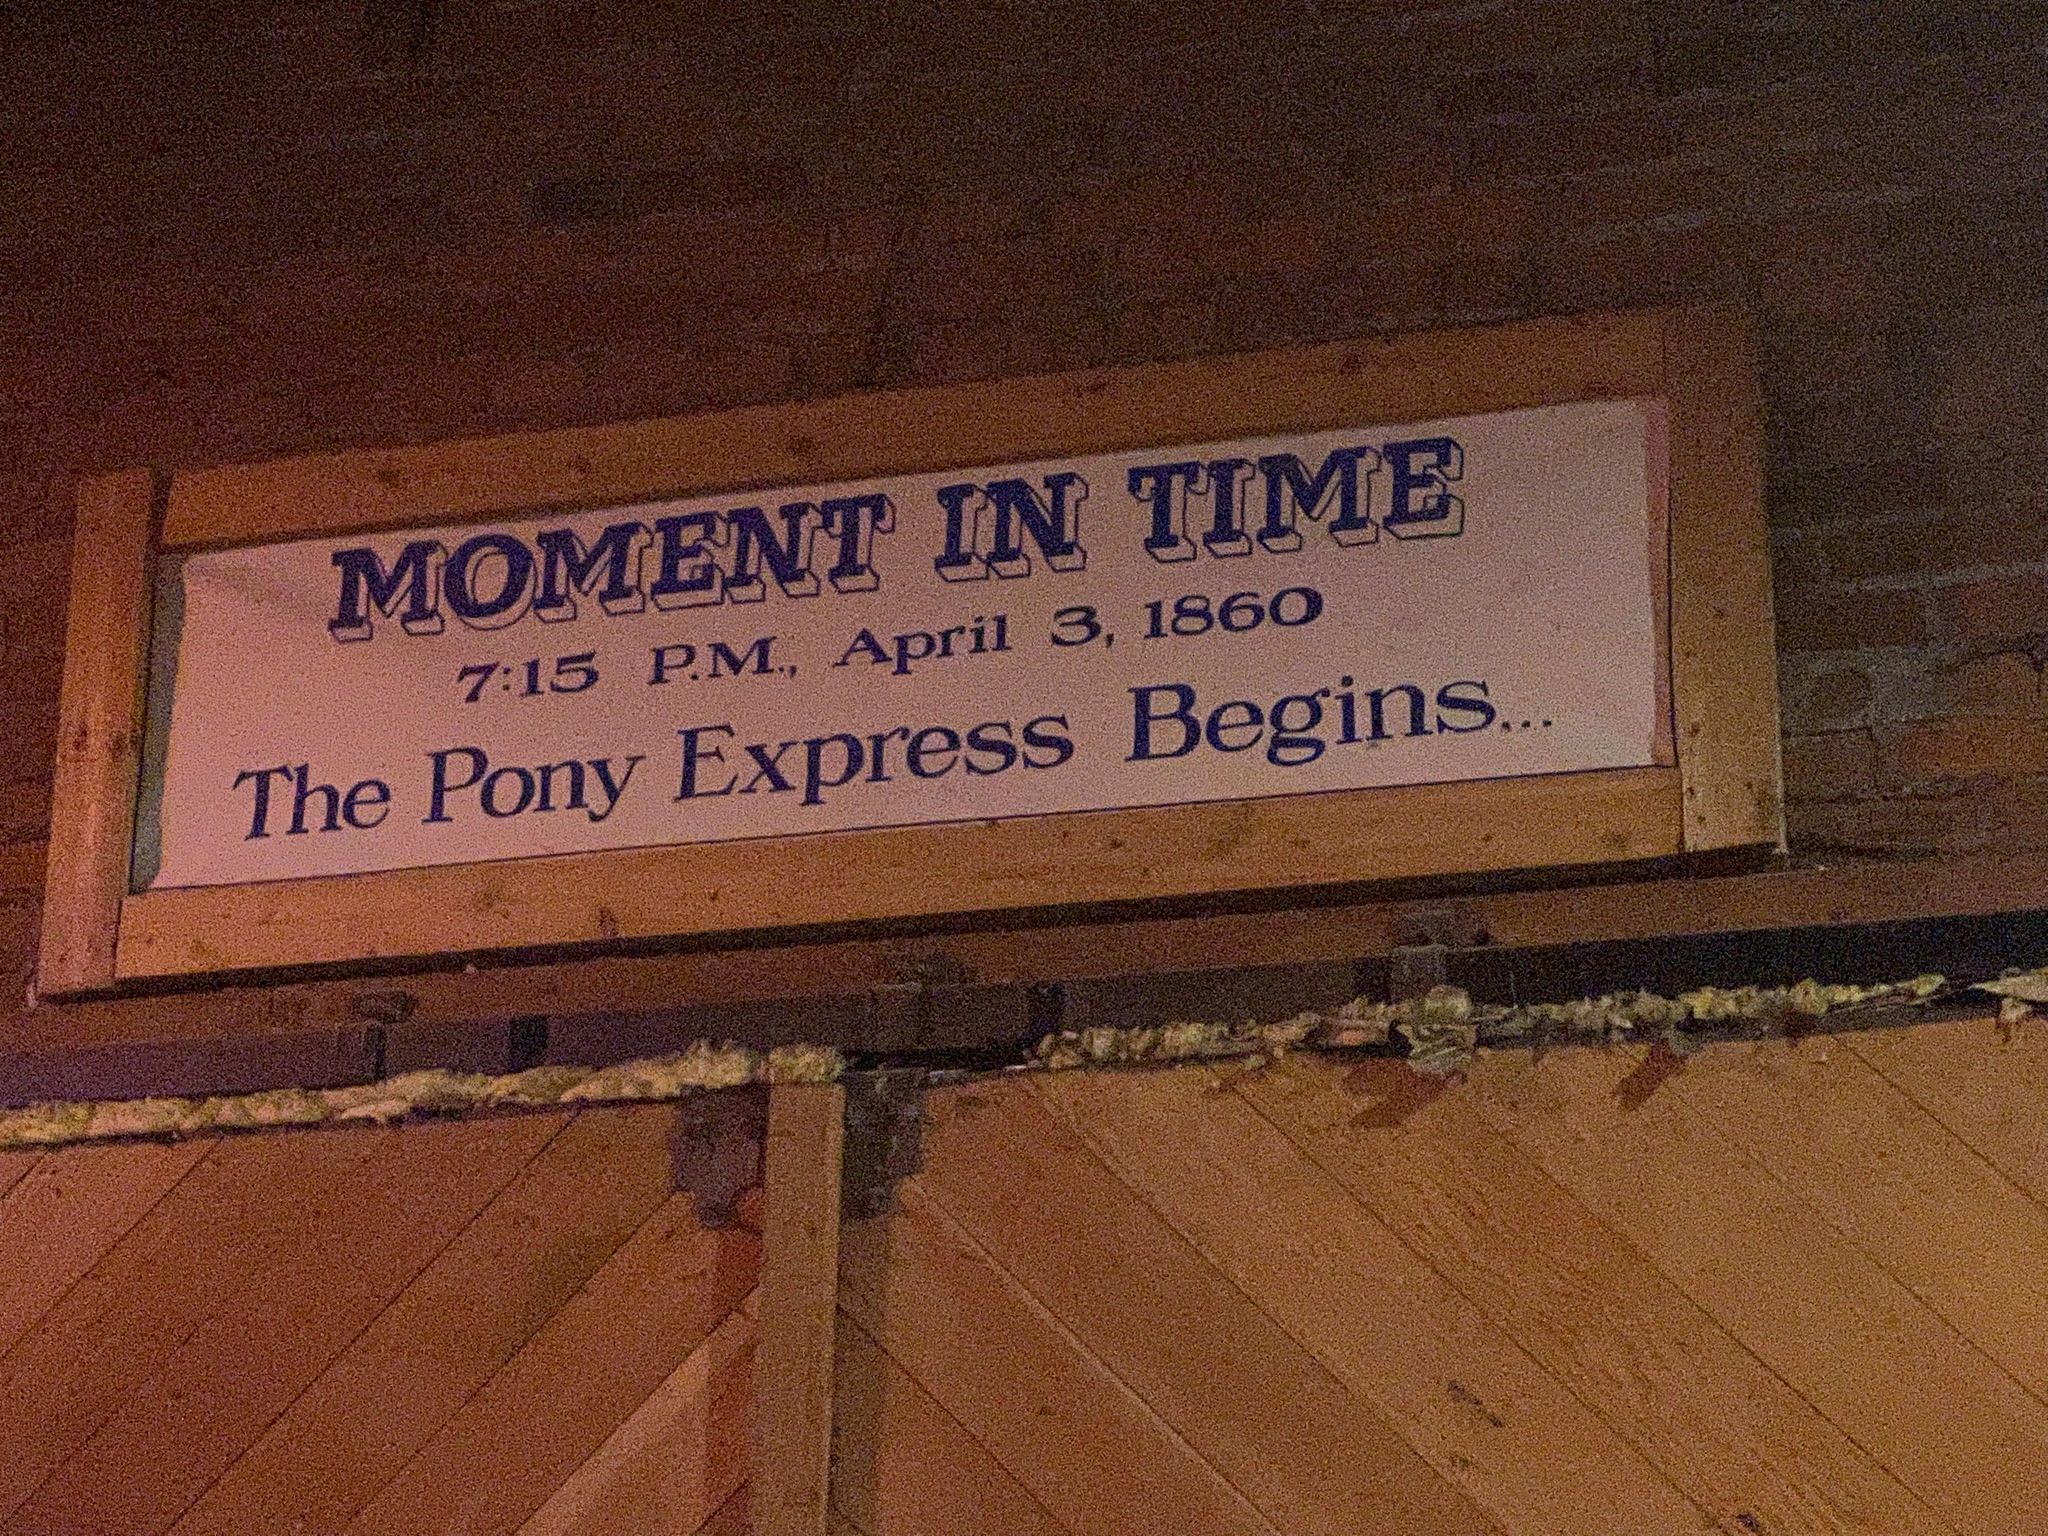 MOMENT IN TIME
7:15 P.M., April 3, 1860
The Pony Express Begins...